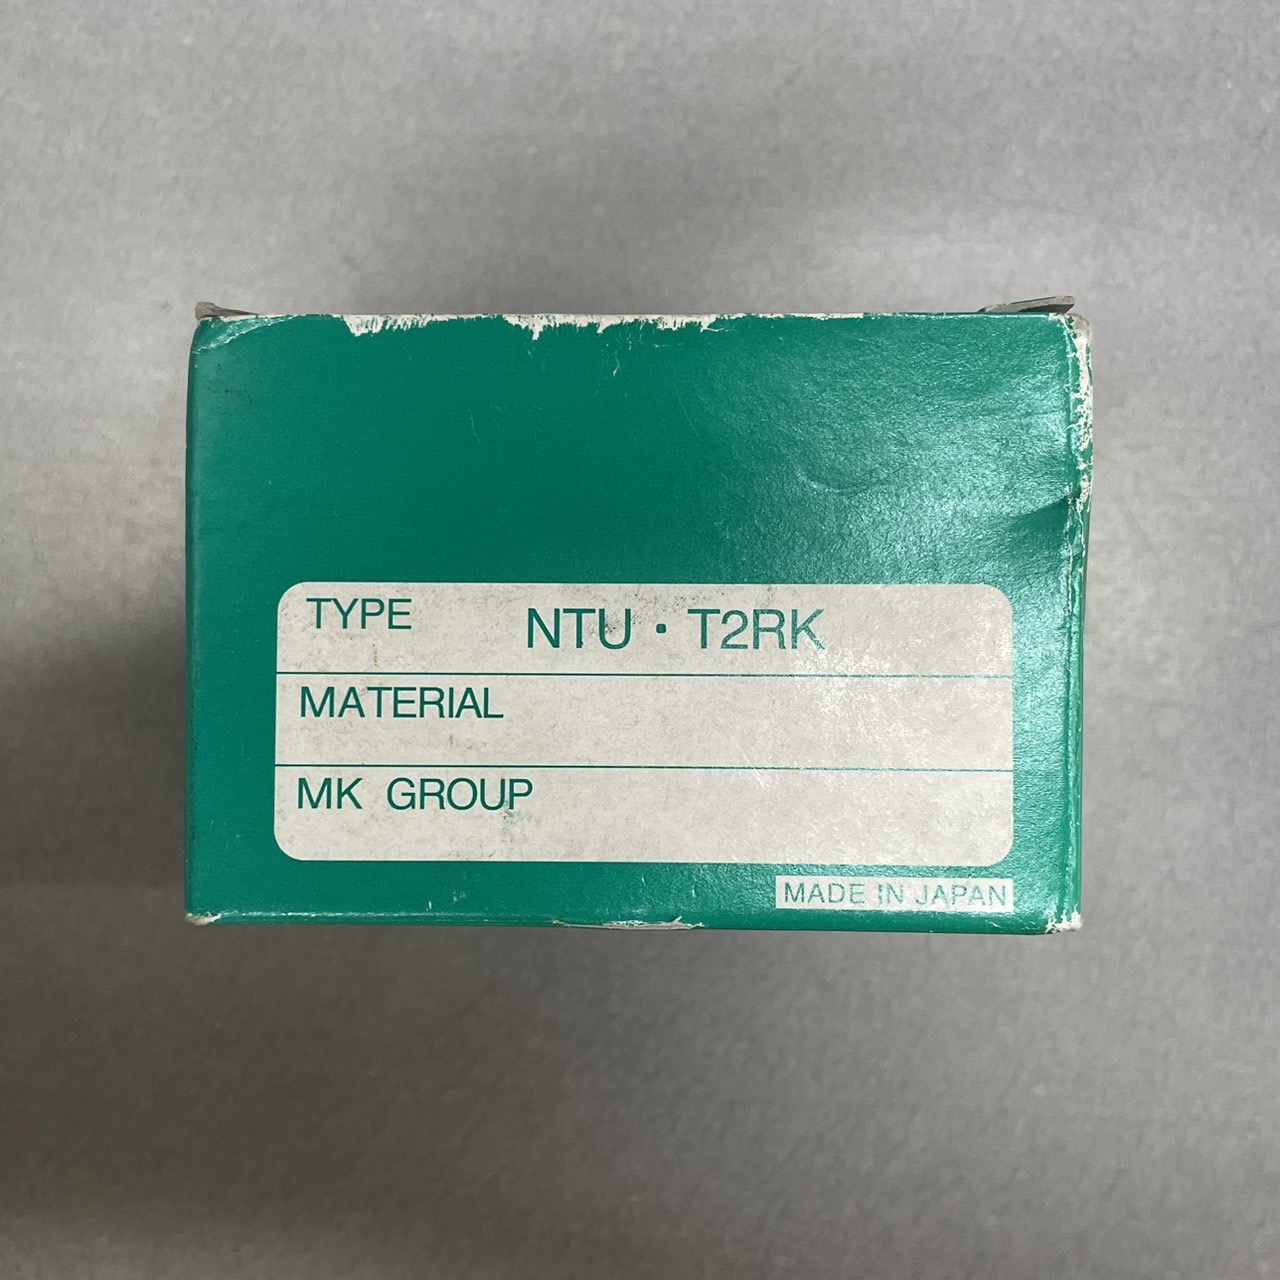 TYPE NTU・T2RK
MATERIAL
MK GROUP
MADE IN JAPAN